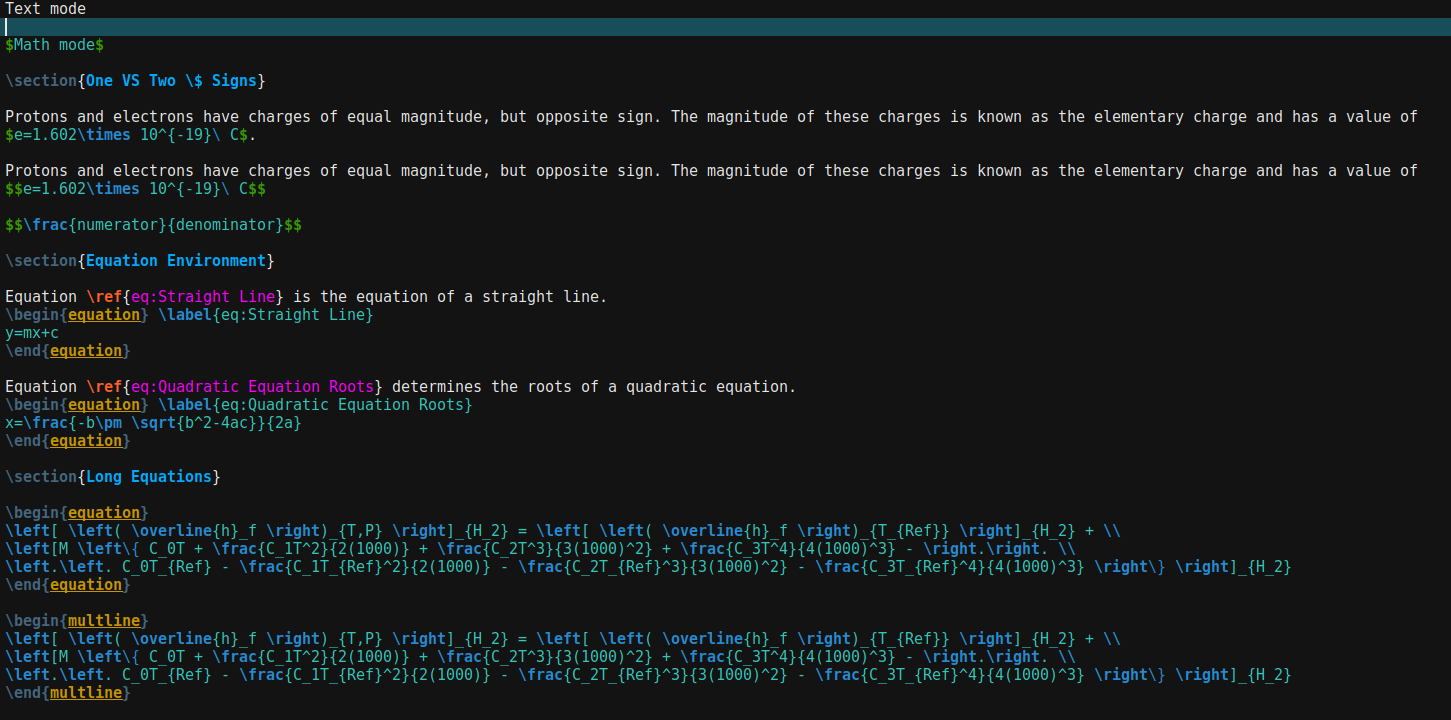 Text mode
$Math mode$
\section{One VS Two \$ Signs}
Protons and electrons have charges of equal magnitude, but opposite sign. The magnitude of these charges is known as the elementary charge and has a value of
$e=1.602\times 10^{-19}\ C$.
Protons and electrons have charges of equal magnitude, but opposite sign. The magnitude of these charges is known as the elementary charge and has a value of
$$e=1.602\times 10^{-19}\ C$$
$$\frac{numerator}{denominator}$$
\section{Equation Environment}
Equation \ref{eq:Straight Line} is the equation of a straight line.
\begin{equation} \label{eq:Straight Line}
y=mx+c
\end{equation}
Equation \ref{eq:Quadratic Equation Roots} determines the roots of a quadratic equation.
\begin{equation} \label{eq:Quadratic Equation Roots}
x=\frac{-b\pm \sqrt{b^2-4ac}}{2a}
\end{equation}
\section{Long Equations}
\begin{equation}
\left[ \left( \overline{h}_f \right)_{T,P} \right]_{H_2} = \left[ \left( \overline{h}_f \right)_{T_{Ref}} \right]_{H_2} + \\
\left[M \left\{ C_0T + \frac{C_1T^2}{2(1000)} + \frac{C_2T^3}{3(1000)^2} + \frac{C_3T^4}{4(1000)^3} - \right.\right. \\
\left.\left. C_0T_{Ref} - \frac{C_1T_{Ref}^2}{2(1000)} - \frac{C_2T_{Ref}^3}{3(1000)^2} - \frac{C_3T_{Ref}^4}{4(1000)^3} \right\} \right]_{H_2}
\end{equation}
\begin{multline}
\left[ \left( \overline{h}_f \right)_{T,P} \right]_{H_2} = \left[ \left( \overline{h}_f \right)_{T_{Ref}} \right]_{H_2} + \\
\left[M \left\{ C_0T + \frac{C_1T^2}{2(1000)} + \frac{C_2T^3}{3(1000)^2} + \frac{C_3T^4}{4(1000)^3} - \right.\right. \\
\left.\left. C_0T_{Ref} - \frac{C_1T_{Ref}^2}{2(1000)} - \frac{C_2T_{Ref}^3}{3(1000)^2} - \frac{C_3T_{Ref}^4}{4(1000)^3} \right\} \right]_{H_2}
\end{multline}